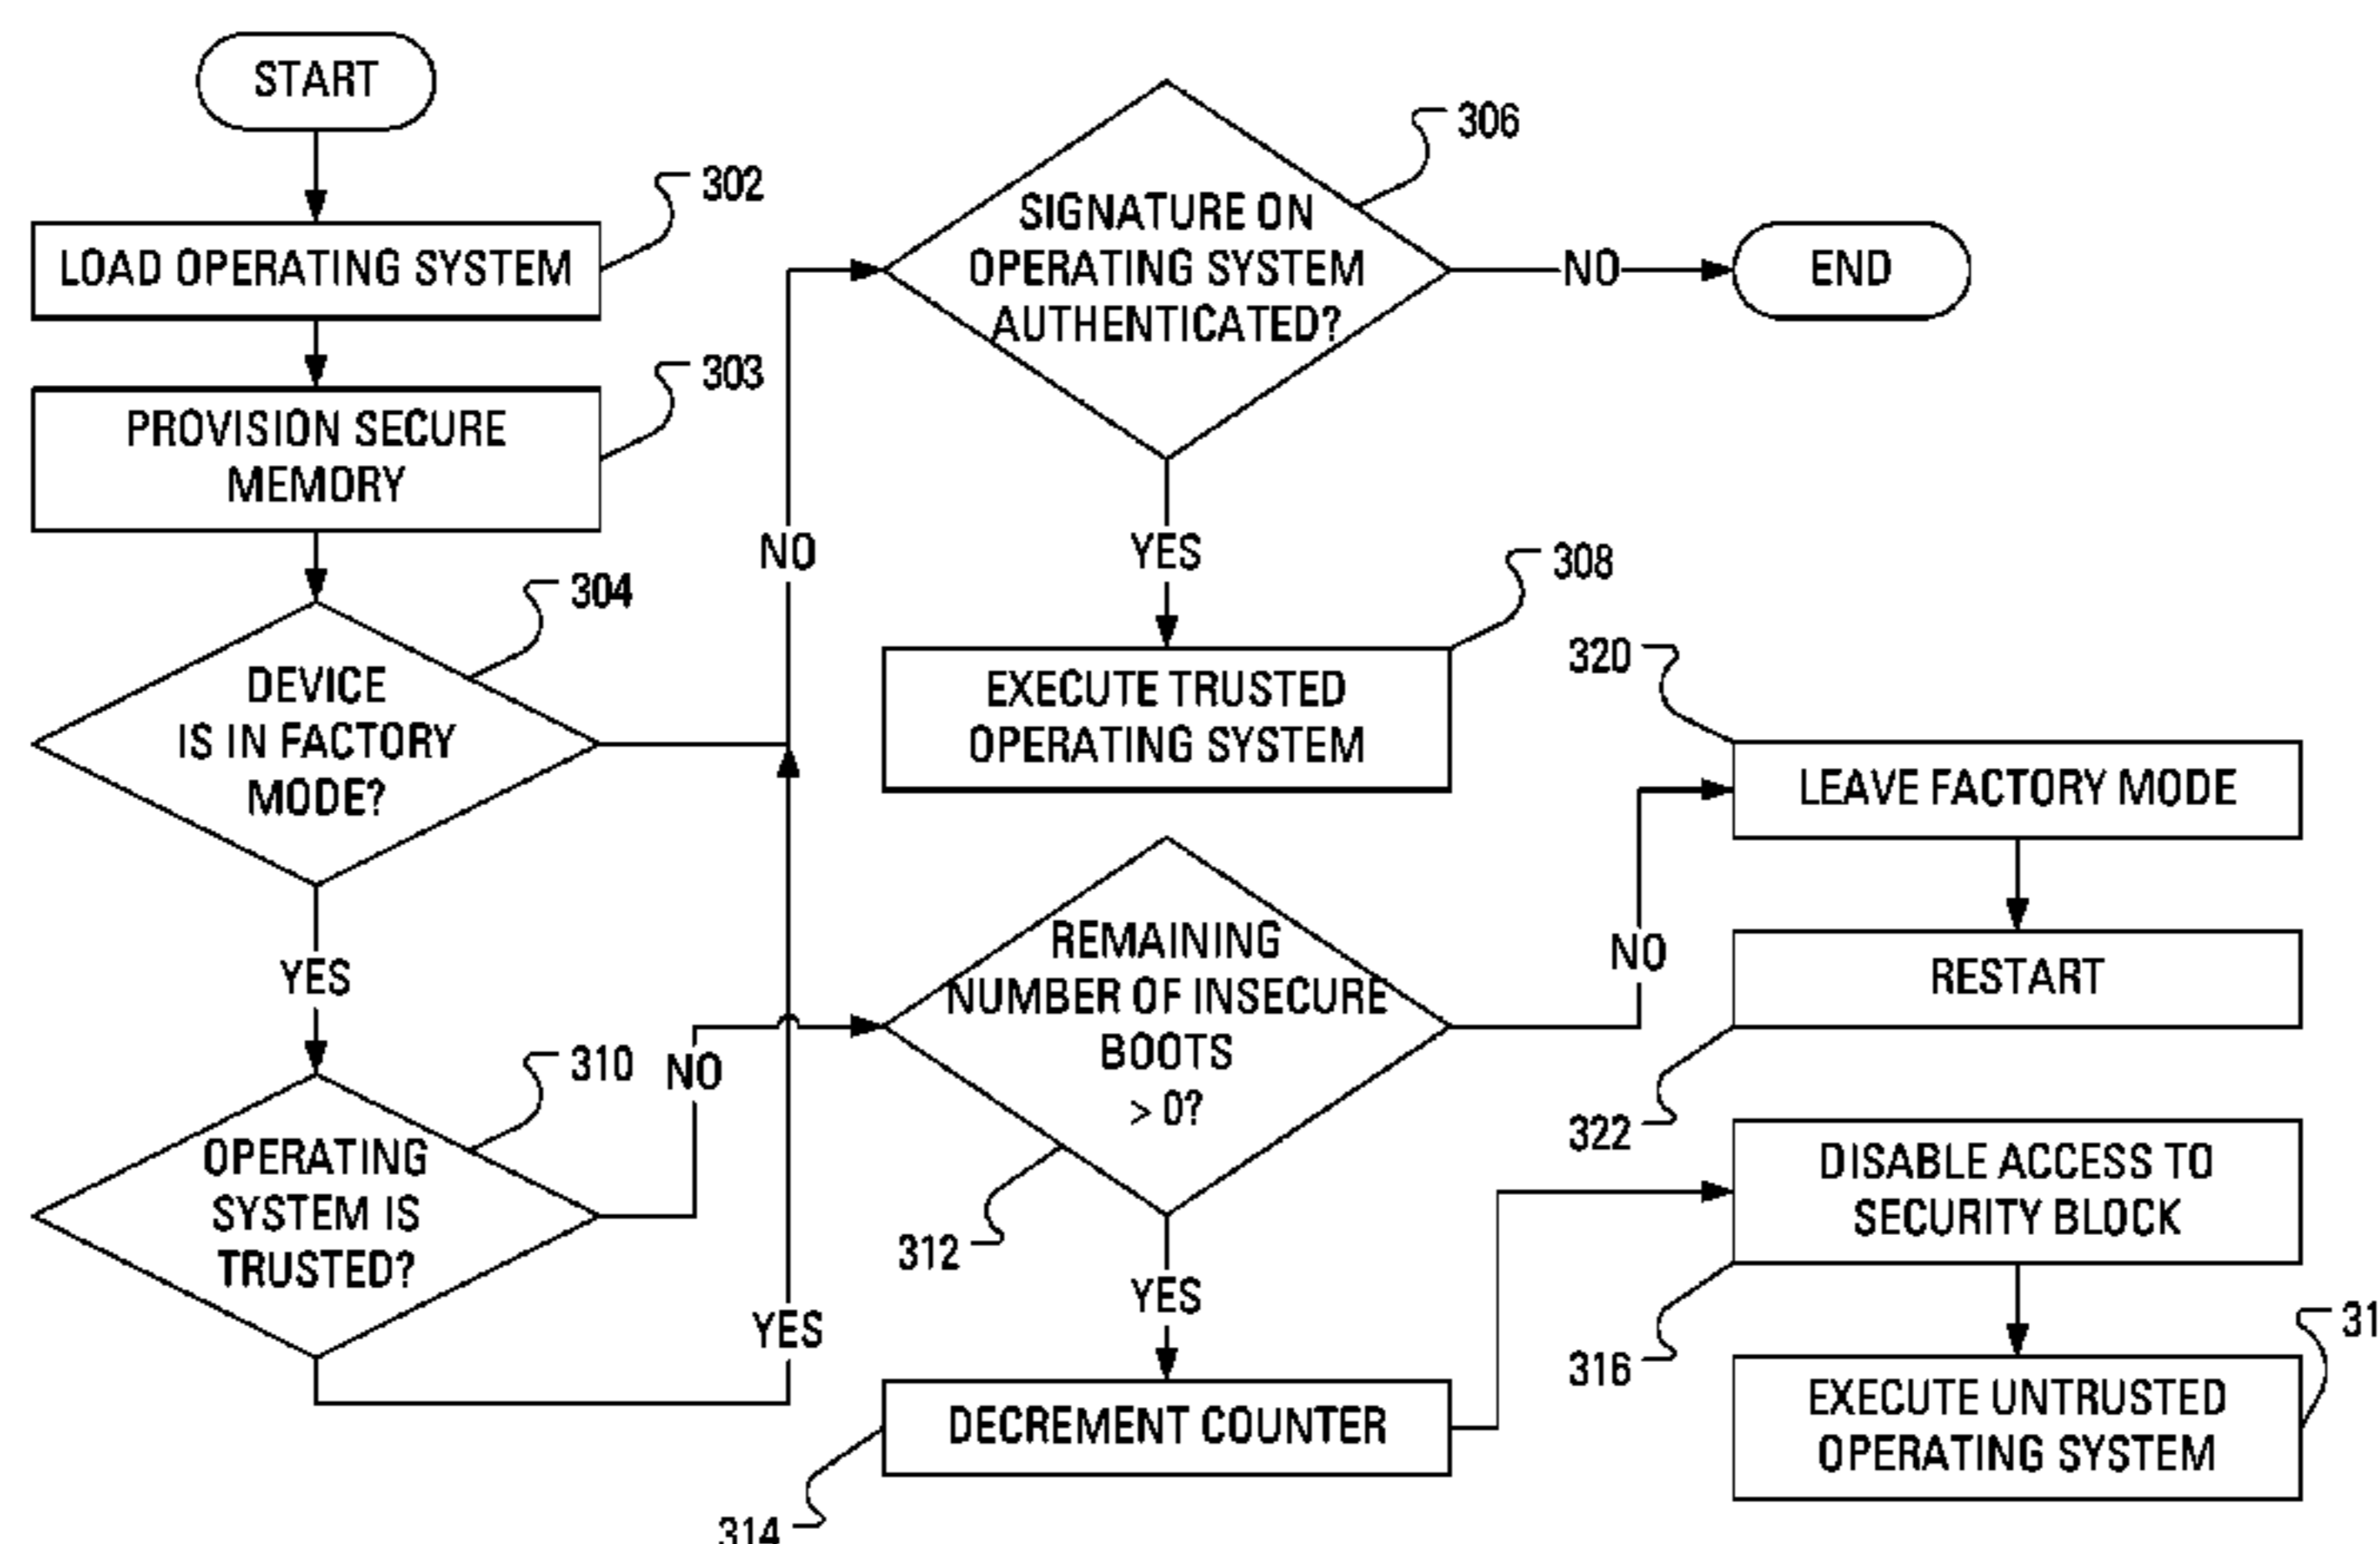 START
302
LOAD OPERATING SYSTEM
303
PROVISION SECURE
MEMORY
304
DEVICE
IS IN FACTORY
MODE?
NO
YES
310
OPERATING
SYSTEM IS
TRUSTED?
NO
YES
306
SIGNATURE ON
OPERATING SYSTEM
AUTHENTICATED?
NO
END
YES
308
EXECUTE TRUSTED
OPERATING SYSTEM
REMAINING
NUMBER OF INSECURE
BOOTS
> 0?
312
NO
YES
DECREMENT COUNTER
314
320
LEAVE FACTORY MODE
RESTART
322
DISABLE ACCESS TO
SECURITY BLOCK
316
31
EXECUTE UNTRUSTED
OPERATING SYSTEM